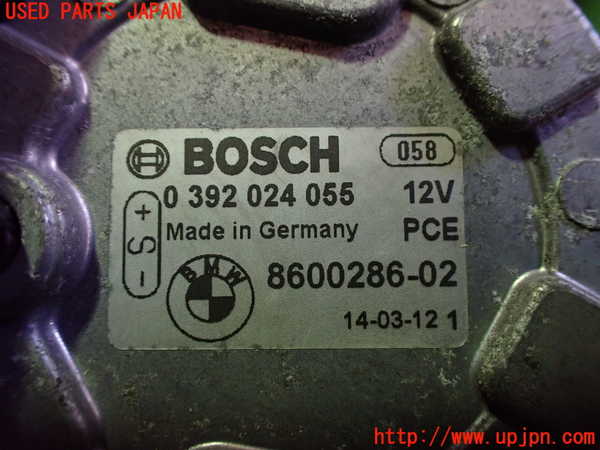 USED PARTS JAPAN
BOSCH 058
0 392 024 055 12V
+ S - Made in Germany PCE
BMW 8600286-02
14-03-12 1
http://www.upjpn.com/